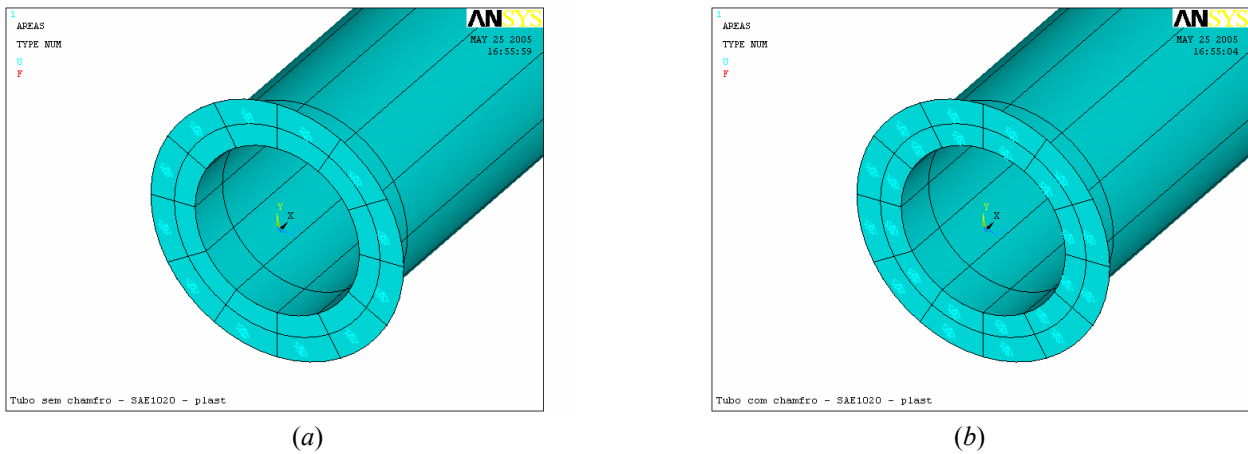 1
AREAS
TYPE NUM
U
F
ANSYS
MAY 25 2005
16:55:59
Y
X
Tubo sem chamfro - SAE1020 - plast
(a)
1
AREAS
TYPE NUM
U
F
ANSYS
MAY 25 2005
16:55:04
Y
X
Tubo com chamfro - SAE1020 - plast
(b)